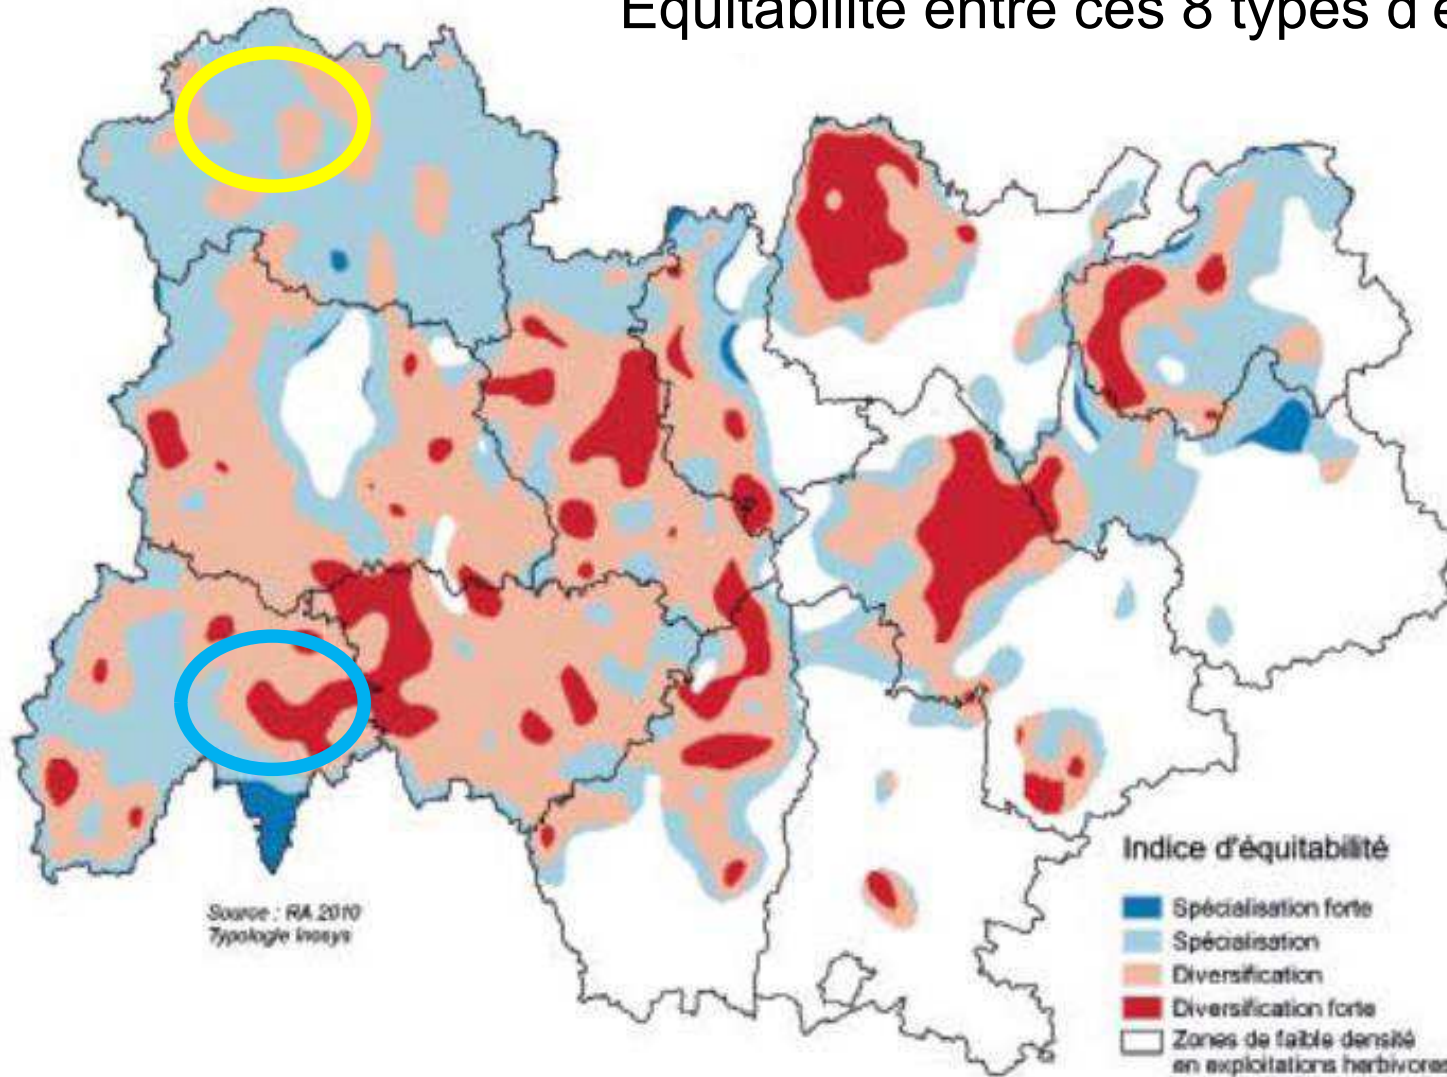 Equitabilité entre ces 8 types d'e
Indice d'équitabilité
Spécialisation forte
Spécialisation
Diversification
Diversification forte
Zones de faible densité
en exploitations herbivores
Source : RA 2010
Typologie Inosys